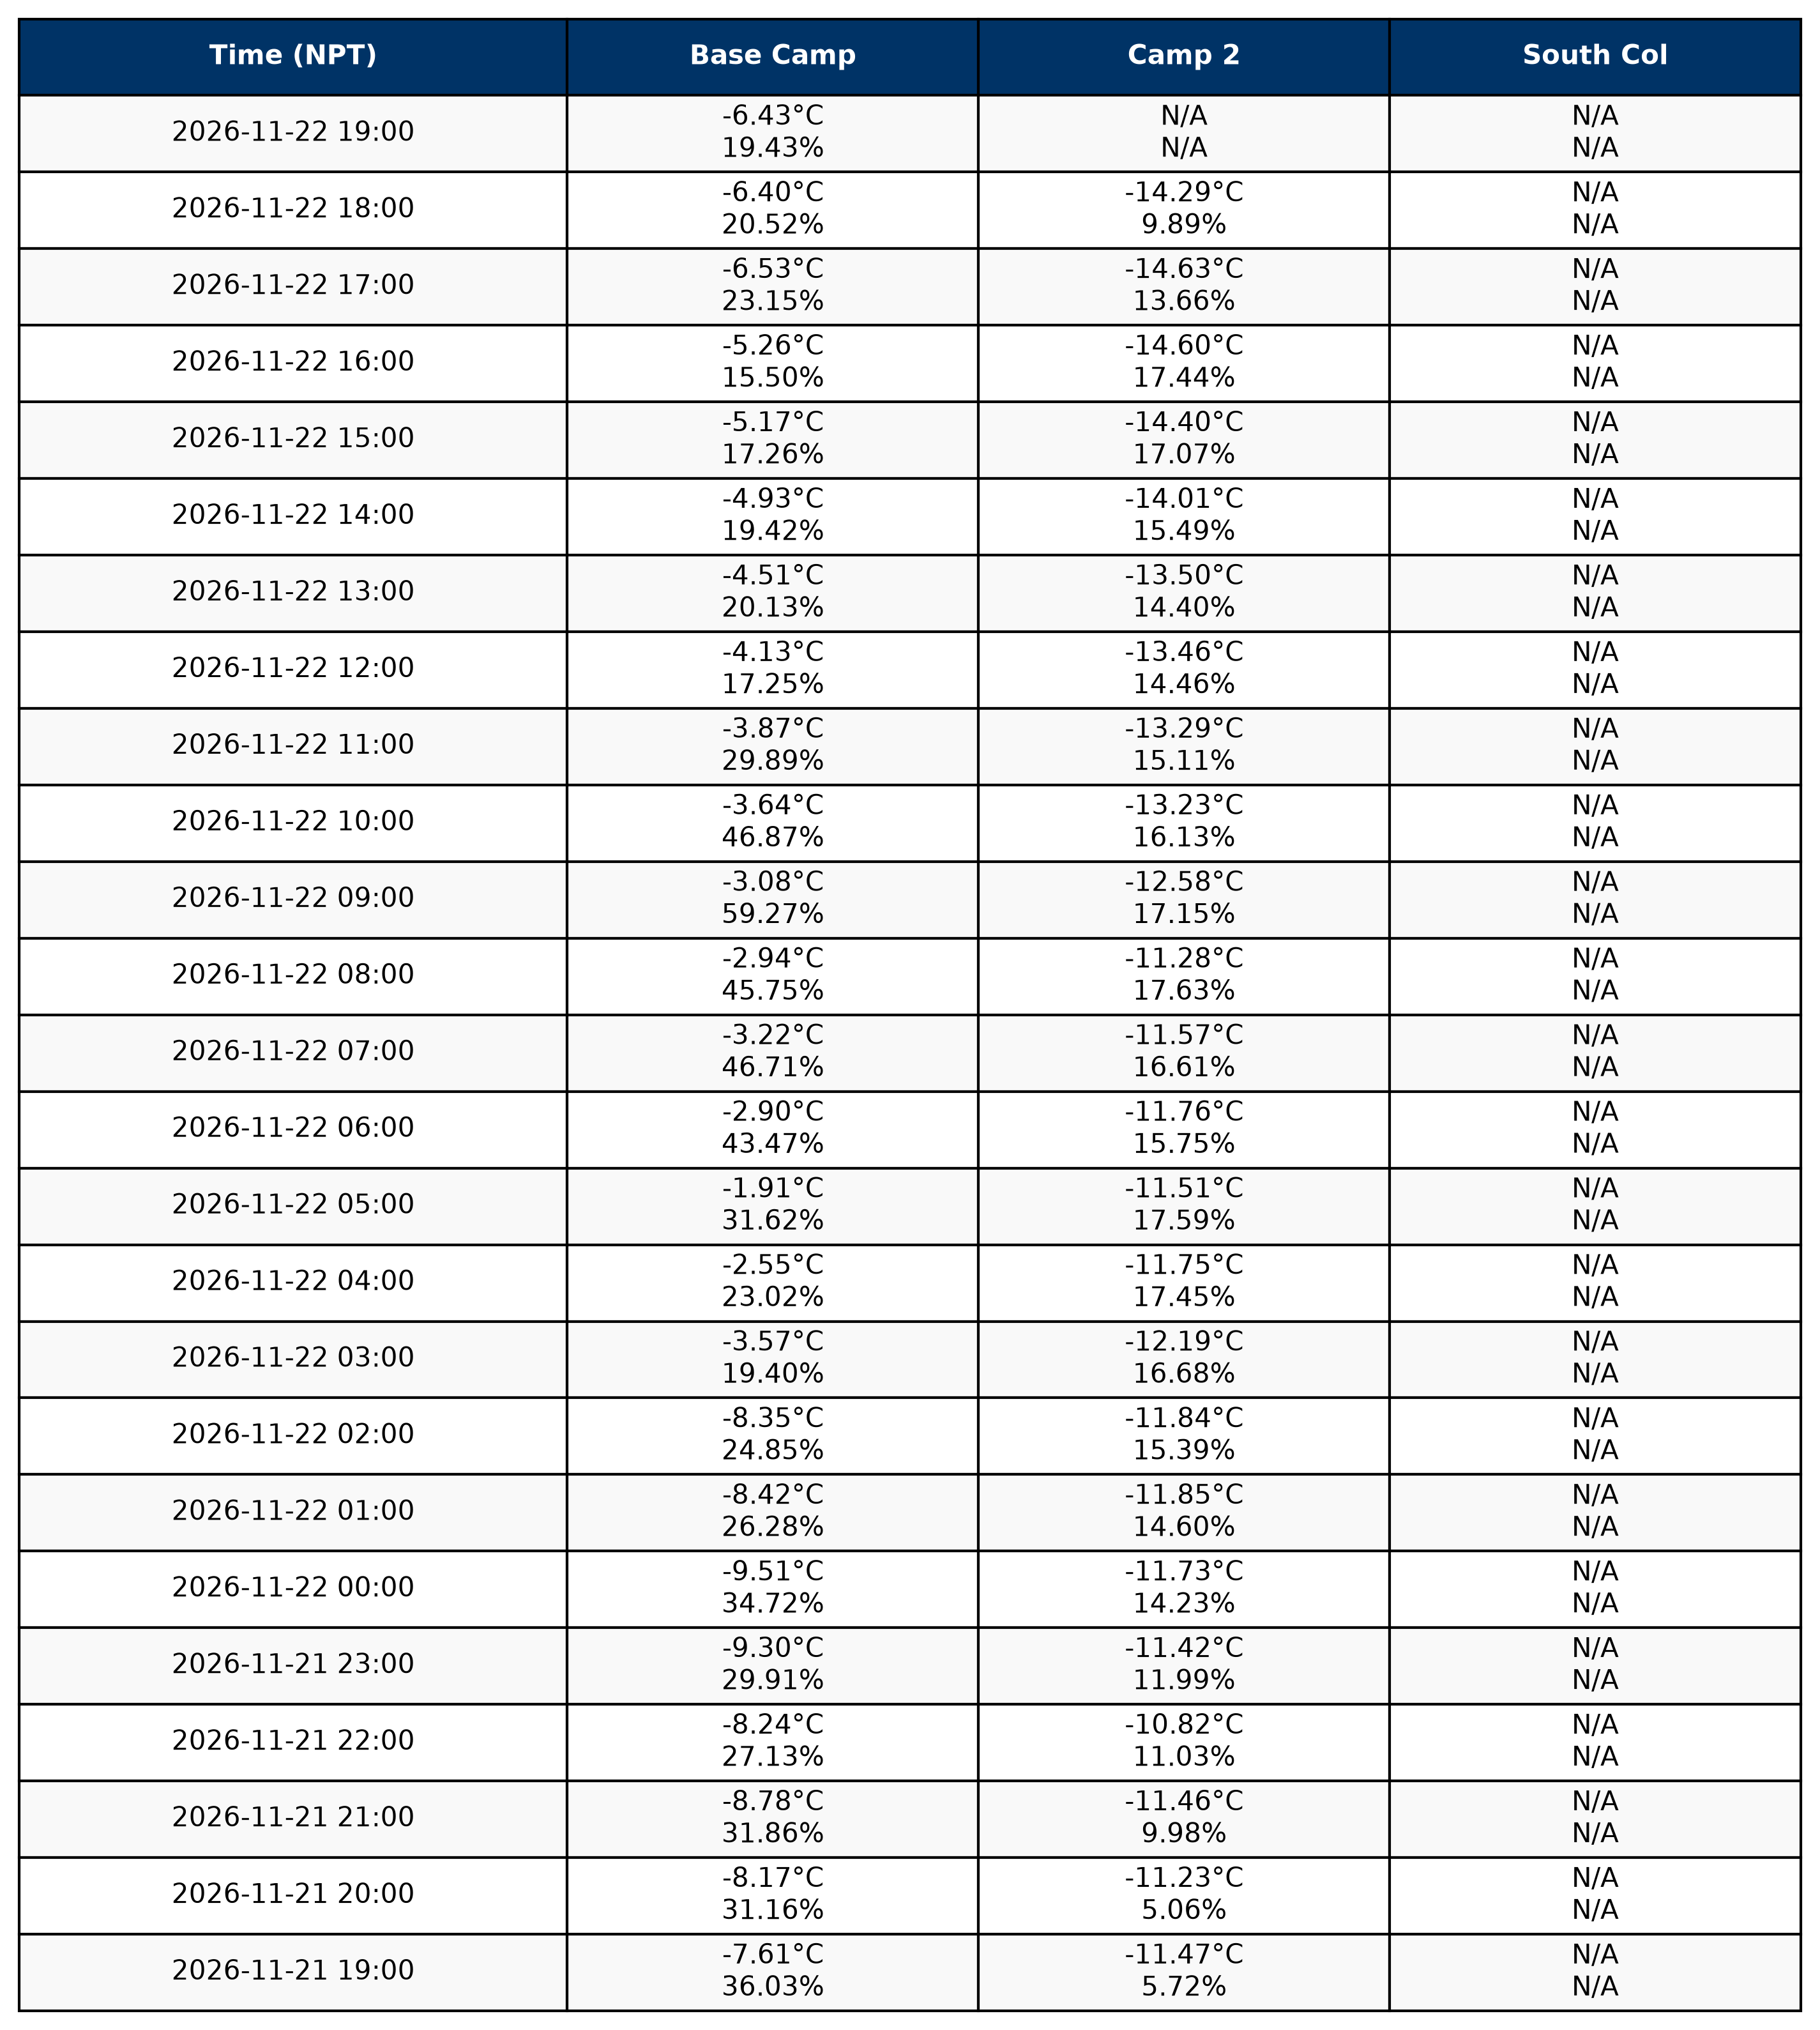 Time (NPT) Base Camp Camp 2 South Col
2026-11-22 19:00 -6.43°C N/A N/A
19.43% N/A N/A
2026-11-22 18:00 -6.40°C -14.29°C N/A
20.52% 9.89% N/A
2026-11-22 17:00 -6.53°C -14.63°C N/A
23.15% 13.66% N/A
2026-11-22 16:00 -5.26°C -14.60°C N/A
15.50% 17.44% N/A
2026-11-22 15:00 -5.17°C -14.40°C N/A
17.26% 17.07% N/A
2026-11-22 14:00 -4.93°C -14.01°C N/A
19.42% 15.49% N/A
2026-11-22 13:00 -4.51°C -13.50°C N/A
20.13% 14.40% N/A
2026-11-22 12:00 -4.13°C -13.46°C N/A
17.25% 14.46% N/A
2026-11-22 11:00 -3.87°C -13.29°C N/A
29.89% 15.11% N/A
2026-11-22 10:00 -3.64°C -13.23°C N/A
46.87% 16.13% N/A
2026-11-22 09:00 -3.08°C -12.58°C N/A
59.27% 17.15% N/A
2026-11-22 08:00 -2.94°C -11.28°C N/A
45.75% 17.63% N/A
2026-11-22 07:00 -3.22°C -11.57°C N/A
46.71% 16.61% N/A
2026-11-22 06:00 -2.90°C -11.76°C N/A
43.47% 15.75% N/A
2026-11-22 05:00 -1.91°C -11.51°C N/A
31.62% 17.59% N/A
2026-11-22 04:00 -2.55°C -11.75°C N/A
23.02% 17.45% N/A
2026-11-22 03:00 -3.57°C -12.19°C N/A
19.40% 16.68% N/A
2026-11-22 02:00 -8.35°C -11.84°C N/A
24.85% 15.39% N/A
2026-11-22 01:00 -8.42°C -11.85°C N/A
26.28% 14.60% N/A
2026-11-22 00:00 -9.51°C -11.73°C N/A
34.72% 14.23% N/A
2026-11-21 23:00 -9.30°C -11.42°C N/A
29.91% 11.99% N/A
2026-11-21 22:00 -8.24°C -10.82°C N/A
27.13% 11.03% N/A
2026-11-21 21:00 -8.78°C -11.46°C N/A
31.86% 9.98% N/A
2026-11-21 20:00 -8.17°C -11.23°C N/A
31.16% 5.06% N/A
2026-11-21 19:00 -7.61°C -11.47°C N/A
36.03% 5.72% N/A